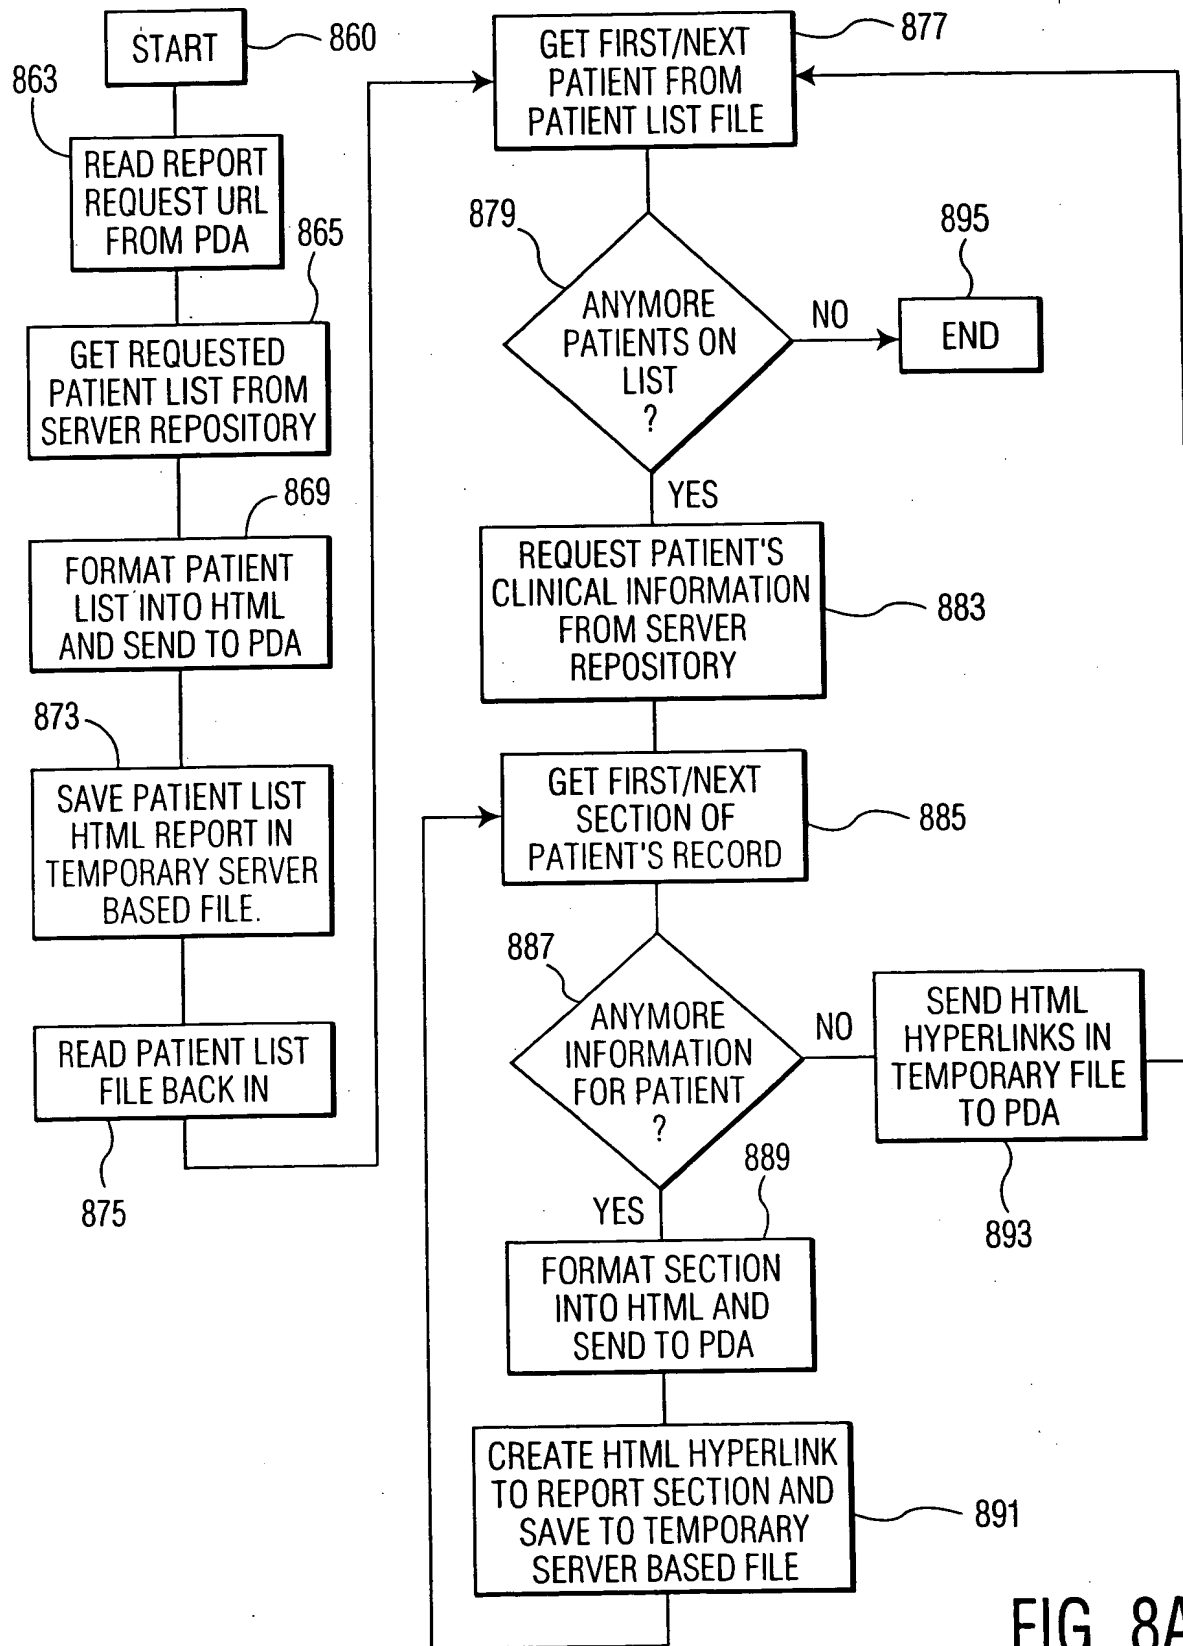 START
860
863
READ REPORT
REQUEST URL
FROM PDA
865
GET REQUESTED
PATIENT LIST FROM
SERVER REPOSITORY
869
FORMAT PATIENT
LIST INTO HTML
AND SEND TO PDA
873
SAVE PATIENT LIST
HTML REPORT IN
TEMPORARY SERVER
BASED FILE.
READ PATIENT LIST
FILE BACK IN
875
GET FIRST/NEXT
PATIENT FROM
PATIENT LIST FILE
877
879
ANYMORE
PATIENTS ON
LIST
?
NO
895
END
YES
REQUEST PATIENT'S
CLINICAL INFORMATION
FROM SERVER
REPOSITORY
883
GET FIRST/NEXT
SECTION OF
PATIENT'S RECORD
885
887
ANYMORE
INFORMATION
FOR PATIENT
?
NO
SEND HTML
HYPERLINKS IN
TEMPORARY FILE
TO PDA
893
YES
889
FORMAT SECTION
INTO HTML AND
SEND TO PDA
CREATE HTML HYPERLINK
TO REPORT SECTION AND
SAVE TO TEMPORARY
SERVER BASED FILE
891
FIG. 8A